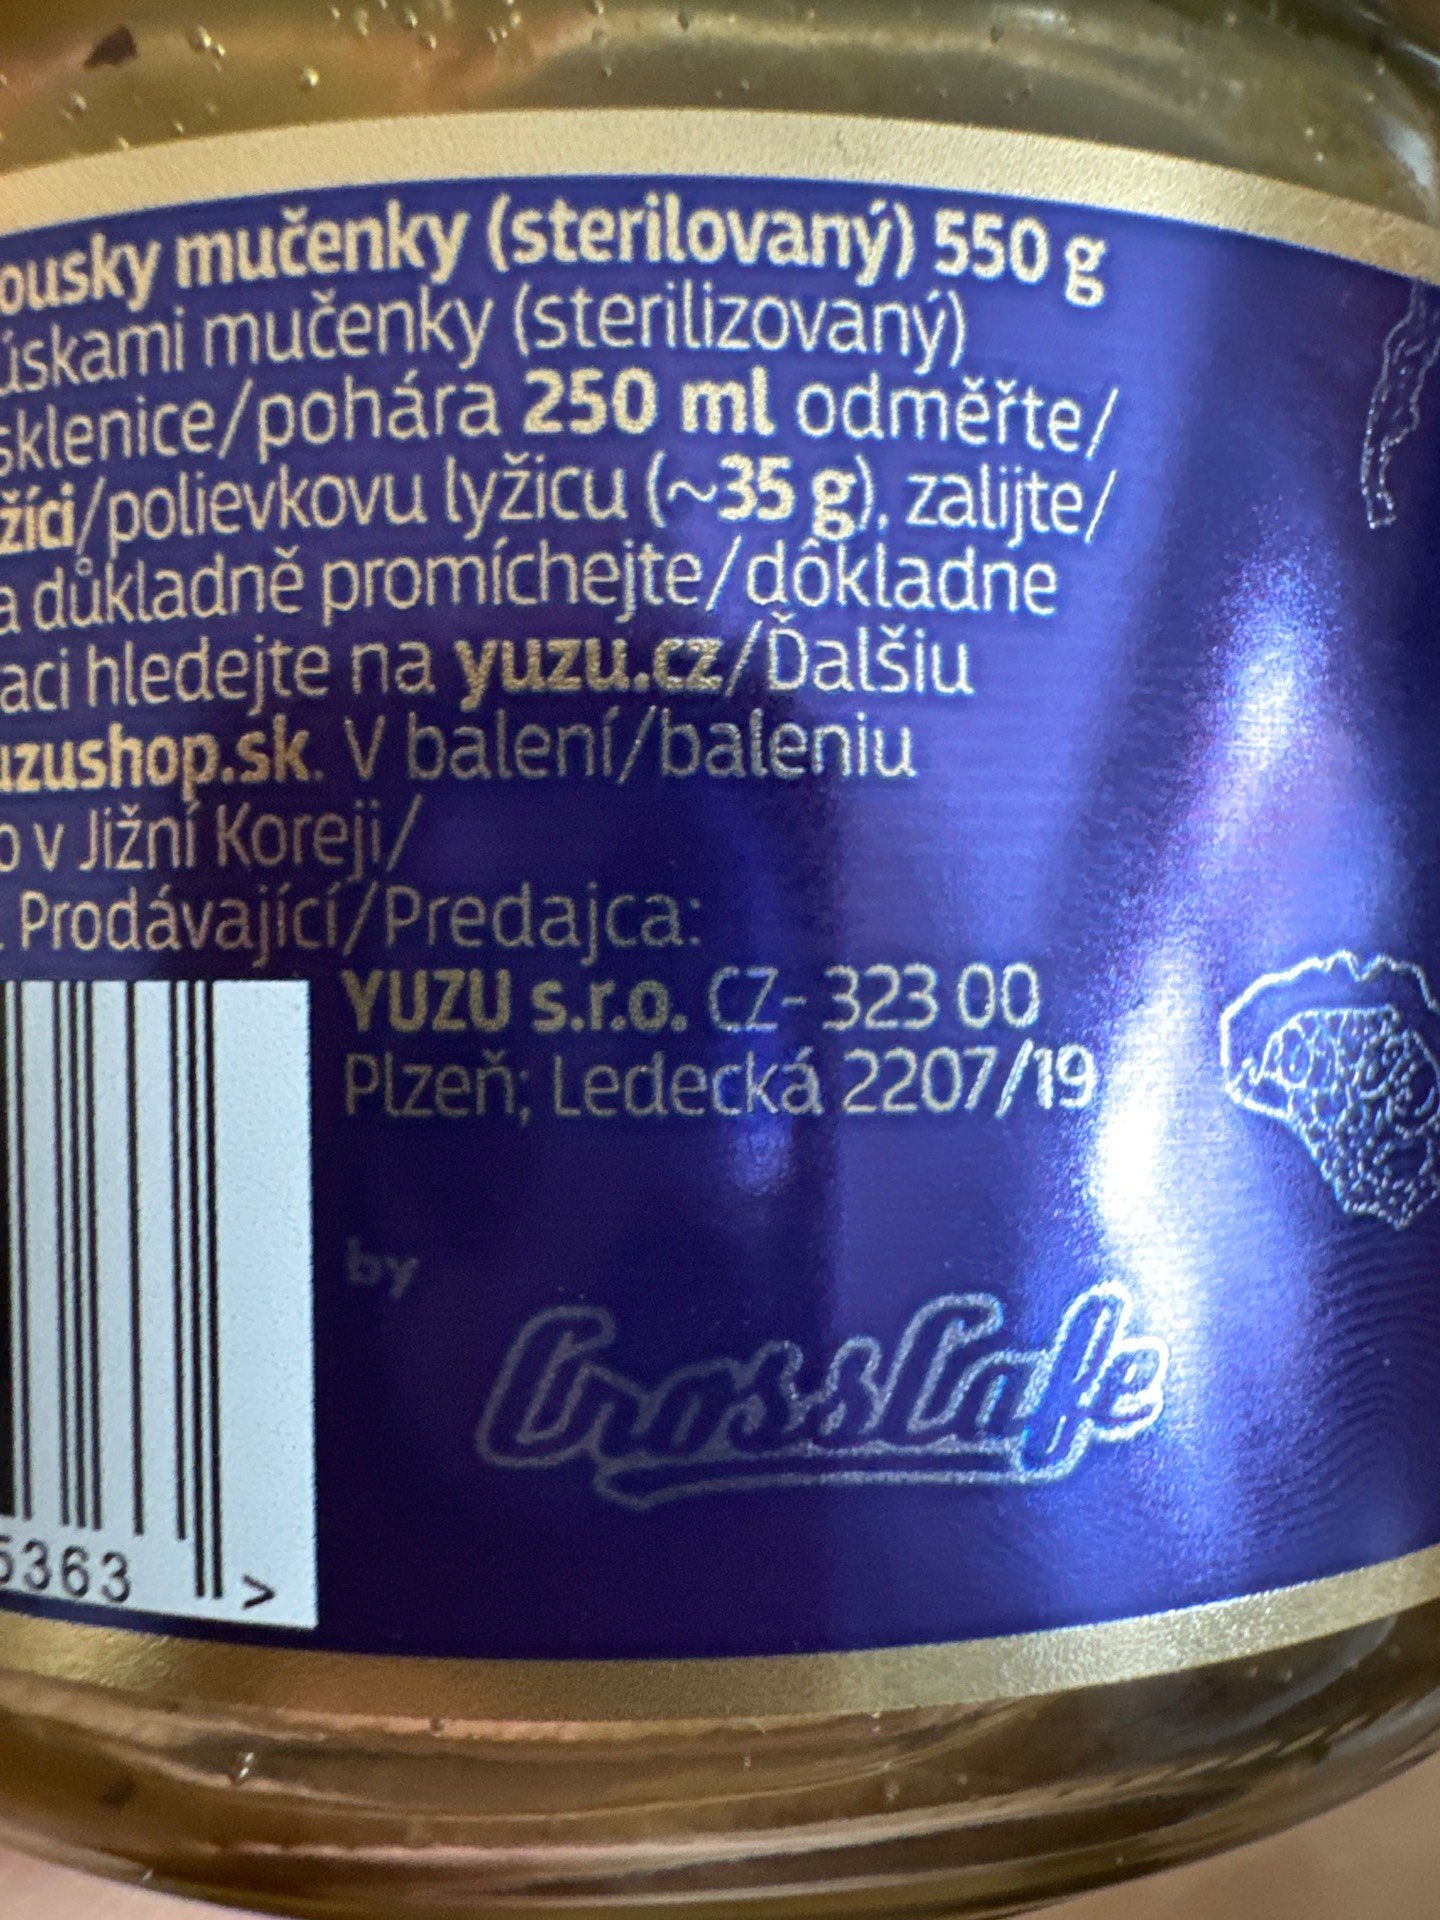 ousky mučenky (sterilovaný) 550 g
úskami mučenky (sterilizovaný)
sklenice/pohára 250 ml odměřte/
žíci/polievkovu lyžicu (~35 g), zalijte/
a důkladně promíchejte/dôkladne
aci hledejte na yuzu.cz/Ďalšiu
uzushop.sk. V balení/baleniu
o v Jižní Koreji/
. Prodávající/Predajca:
YUZU s.r.o. CZ- 323 00
Plzeň; Ledecká 2207/19
by
CrossCafe
5363 >